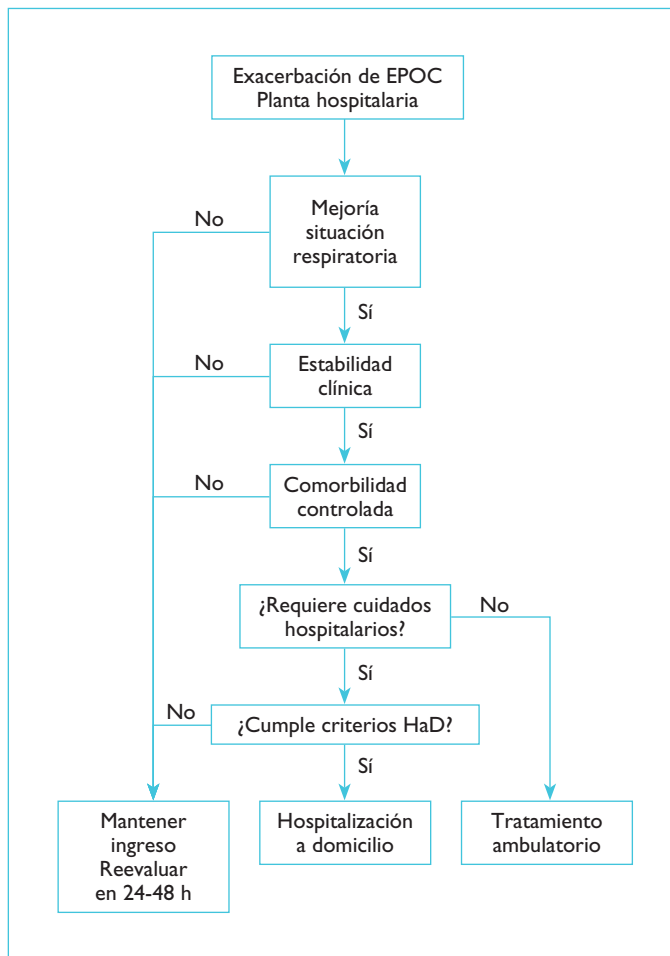 Exacerbación de EPOC
Planta hospitalaria
No
Mejoría
situación
respiratoria
Sí
No
Estabilidad
clínica
Sí
No
Comorbilidad
controlada
Sí
¿Requiere cuidados
hospitalarios?
No
Sí
No
¿Cumple criterios HaD?
Sí
Mantener
ingreso
Reevaluar
en 24-48 h
Hospitalización
a domicilio
Tratamiento
ambulatorio